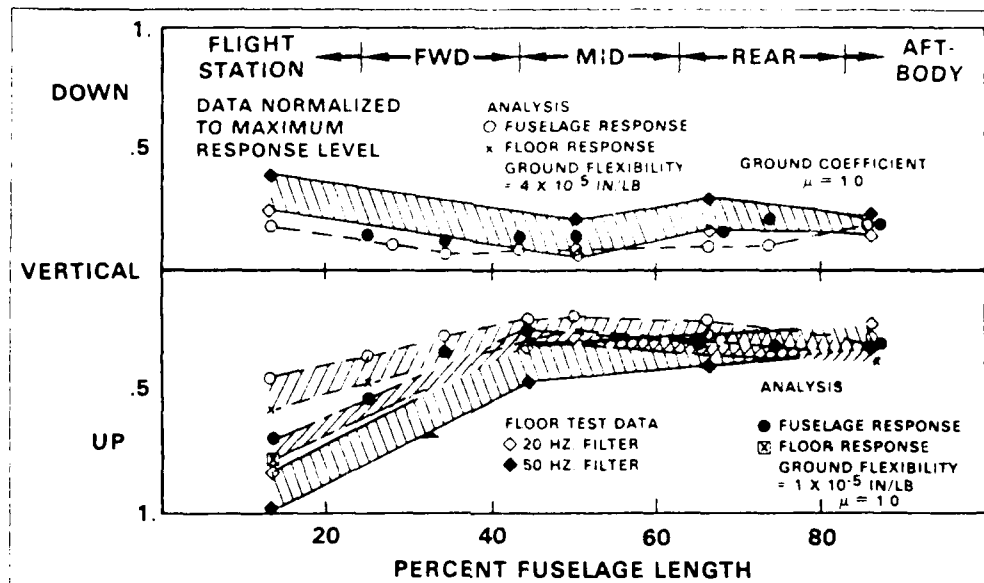 1.
FLIGHT STATION
FWD
MID
REAR
AFT-BODY
DOWN
DATA NORMALIZED
TO MAXIMUM
RESPONSE LEVEL
ANALYSIS
○ FUSELAGE RESPONSE
x FLOOR RESPONSE
GROUND FLEXIBILITY
= 4 X 10⁻⁵ IN/LB
GROUND COEFFICIENT
μ = 1.0
.5
VERTICAL
.5
UP
FLOOR TEST DATA
◇ 20 HZ. FILTER
◆ 50 HZ. FILTER
ANALYSIS
● FUSELAGE RESPONSE
☒ FLOOR RESPONSE
GROUND FLEXIBILITY
= 1 X 10⁻⁵ IN/LB
μ = 1.0
1.
20 40 60 80
PERCENT FUSELAGE LENGTH